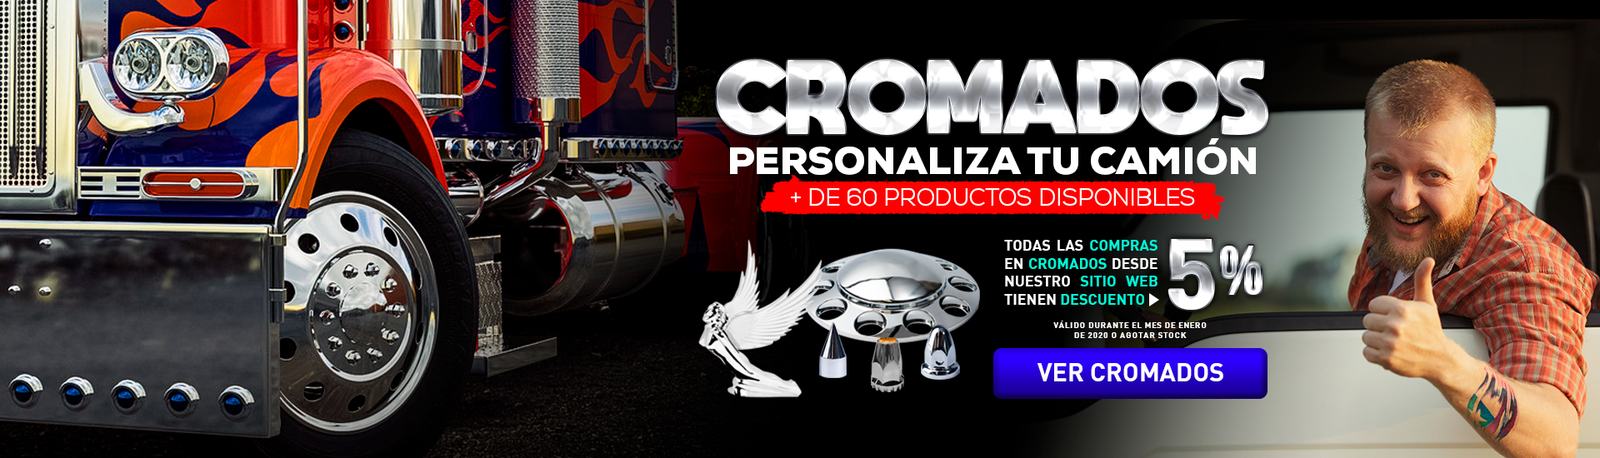 CROMADOS
PERSONALIZA TU CAMIÓN
+ DE 60 PRODUCTOS DISPONIBLES
TODAS LAS COMPRAS
EN CROMADOS DESDE
NUESTRO SITIO WEB
TIENEN DESCUENTO ▶
5%
VÁLIDO DURANTE EL MES DE ENERO
DE 2020 O AGOTAR STOCK
VER CROMADOS